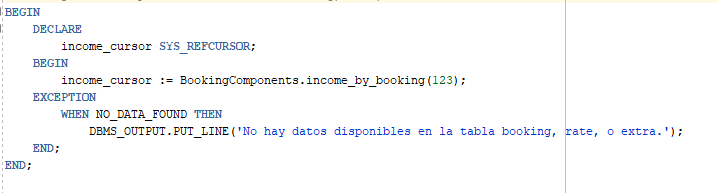 BEGIN
DECLARE
income_cursor SYS_REFCURSOR;
BEGIN
income_cursor := BookingComponents.income_by_booking(123);
EXCEPTION
WHEN NO_DATA_FOUND THEN
DBMS_OUTPUT.PUT_LINE('No hay datos disponibles en la tabla booking, rate, o extra.');
END;
END;